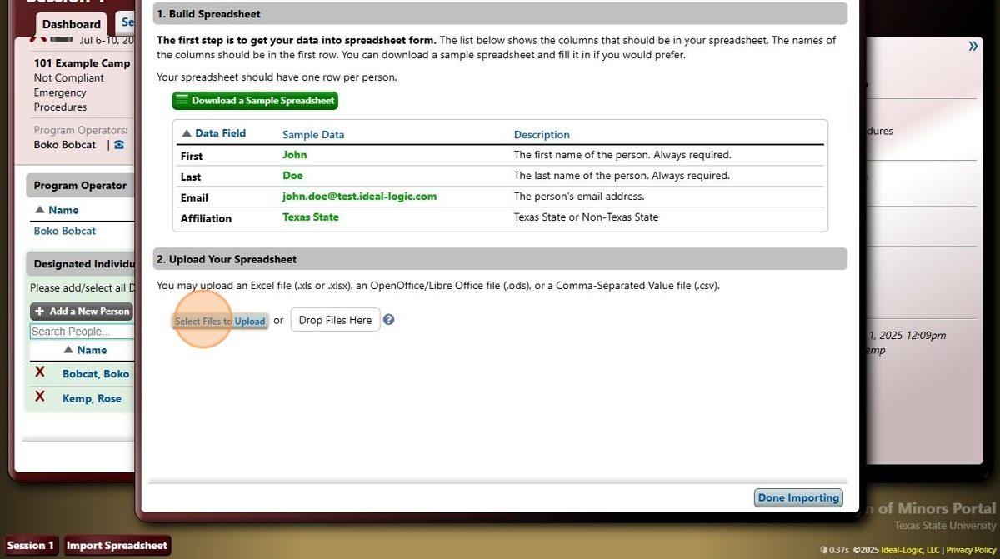 Session 1
Dashboard
Se
Jul 6-10, 20
101 Example Camp
Not Compliant
Emergency
Procedures
Program Operators:
Boko Bobcat |
Program Operator
Name
Boko Bobcat
Designated Individu
Please add/select all D
+ Add a New Person
Search People...
Name
X Bobcat, Boko
X Kemp, Rose
1. Build Spreadsheet
The first step is to get your data into spreadsheet form. The list below shows the columns that should be in your spreadsheet. The names of
the columns should be in the first row. You can download a sample spreadsheet and fill it in if you would prefer.
Your spreadsheet should have one row per person.
Download a Sample Spreadsheet
Data Field Sample Data Description
First John The first name of the person. Always required.
Last Doe The last name of the person. Always required.
Email john.doe@test.ideal-logic.com The person's email address.
Affiliation Texas State Texas State or Non-Texas State
2. Upload Your Spreadsheet
You may upload an Excel file (.xls or .xlsx), an OpenOffice/Libre Office file (.ods), or a Comma-Separated Value file (.csv).
Select Files to Upload or Drop Files Here ?
Done Importing
»
dures
1, 2025 12:09pm
emp
n of Minors Portal
Texas State University
Session 1 Import Spreadsheet
0.37s ©2025 Ideal-Logic, LLC | Privacy Policy